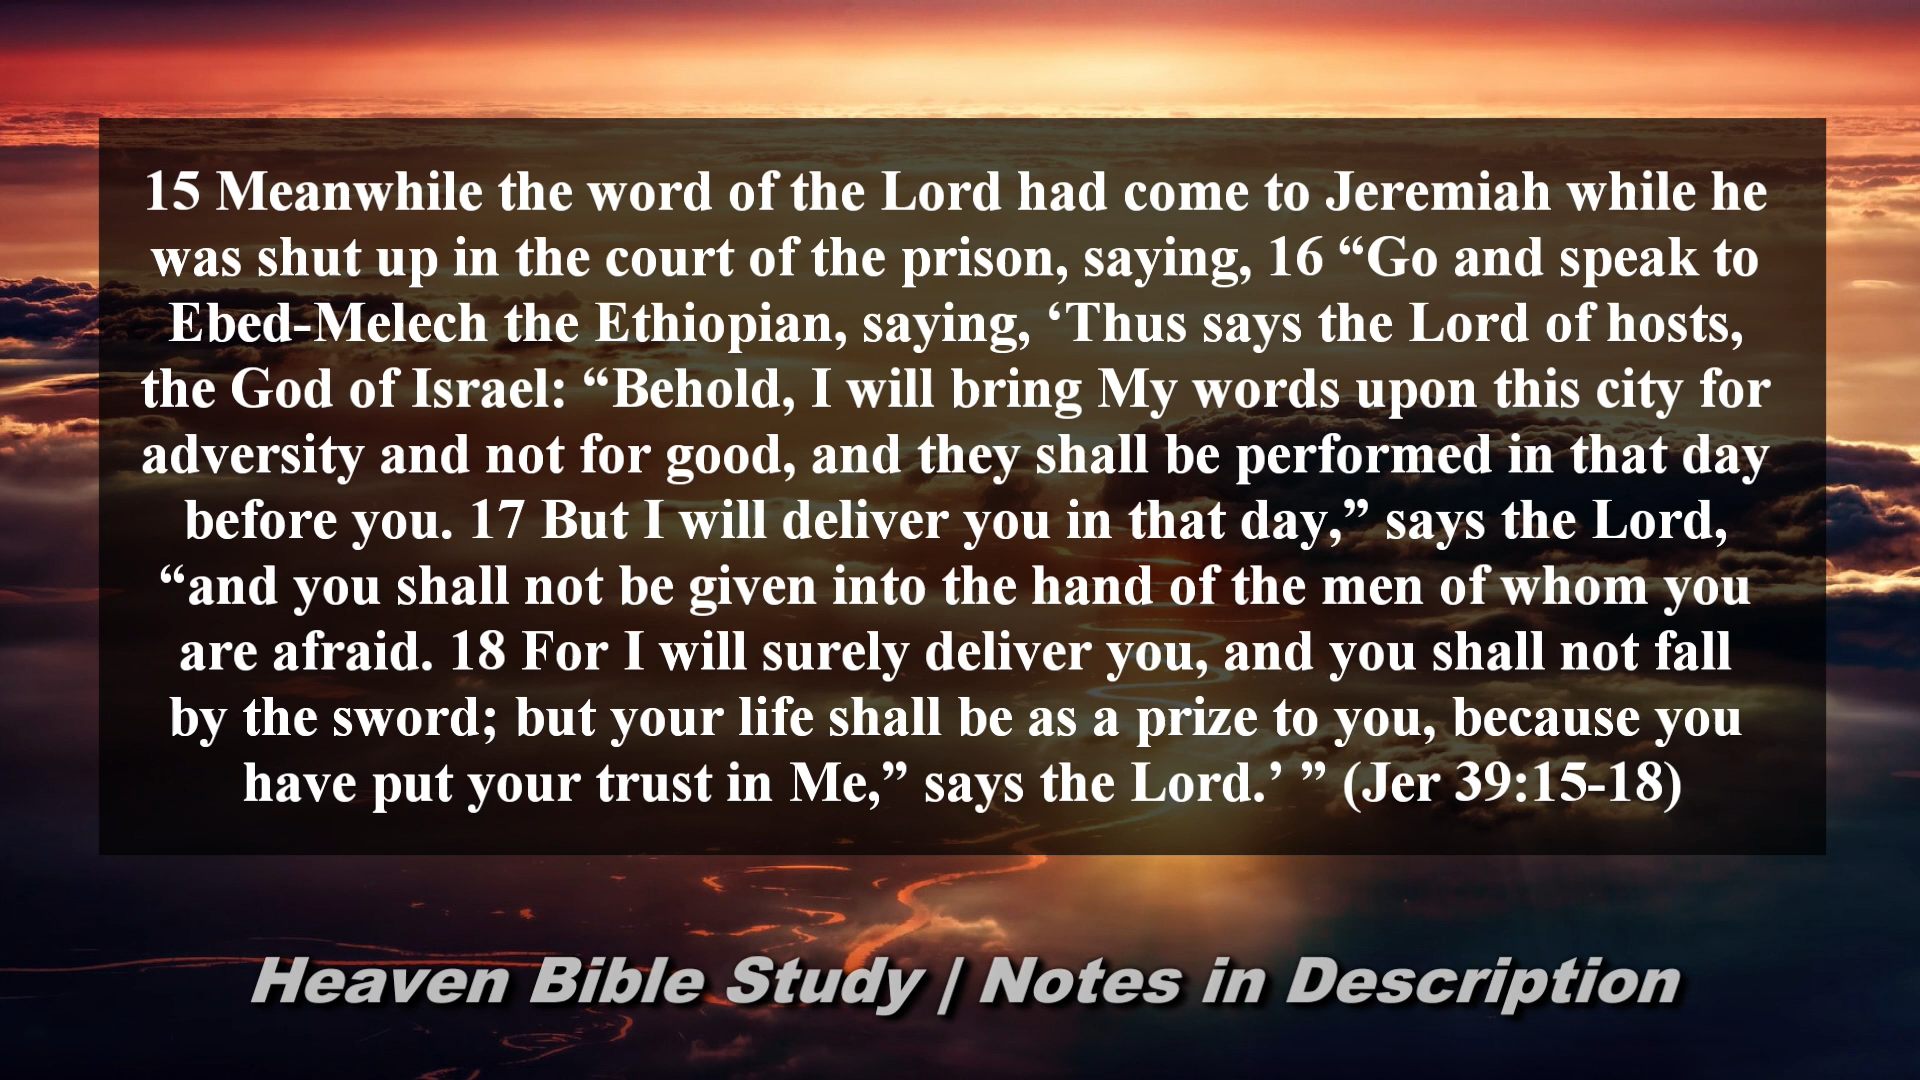 15 Meanwhile the word of the Lord had come to Jeremiah while he
was shut up in the court of the prison, saying, 16 “Go and speak to
Ebed-Melech the Ethiopian, saying, ‘Thus says the Lord of hosts,
the God of Israel: “Behold, I will bring My words upon this city for
adversity and not for good, and they shall be performed in that day
before you. 17 But I will deliver you in that day,” says the Lord,
“and you shall not be given into the hand of the men of whom you
are afraid. 18 For I will surely deliver you, and you shall not fall
by the sword; but your life shall be as a prize to you, because you
have put your trust in Me,” says the Lord.’ ” (Jer 39:15-18)
Heaven Bible Study | Notes in Description